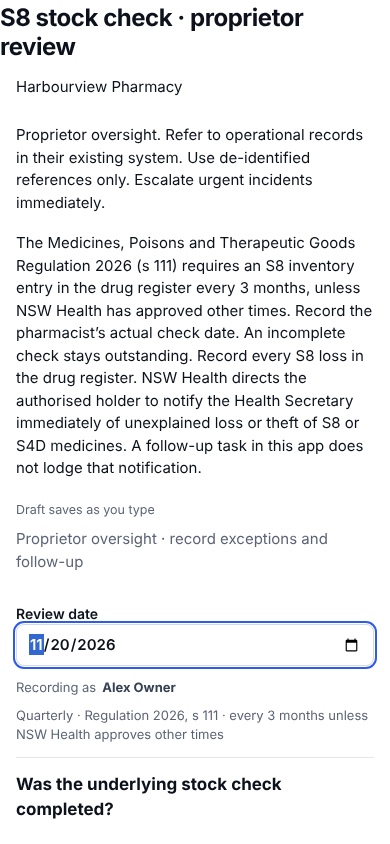 S8 stock check · proprietor
review
Harbourview Pharmacy
Proprietor oversight. Refer to operational records
in their existing system. Use de-identified
references only. Escalate urgent incidents
immediately.
The Medicines, Poisons and Therapeutic Goods
Regulation 2026 (s 111) requires an S8 inventory
entry in the drug register every 3 months, unless
NSW Health has approved other times. Record the
pharmacist’s actual check date. An incomplete
check stays outstanding. Record every S8 loss in
the drug register. NSW Health directs the
authorised holder to notify the Health Secretary
immediately of unexplained loss or theft of S8 or
S4D medicines. A follow-up task in this app does
not lodge that notification.
Draft saves as you type
Proprietor oversight · record exceptions and
follow-up
Review date
11/20/2026
Recording as Alex Owner
Quarterly · Regulation 2026, s 111 · every 3 months unless
NSW Health approves other times
Was the underlying stock check
completed?